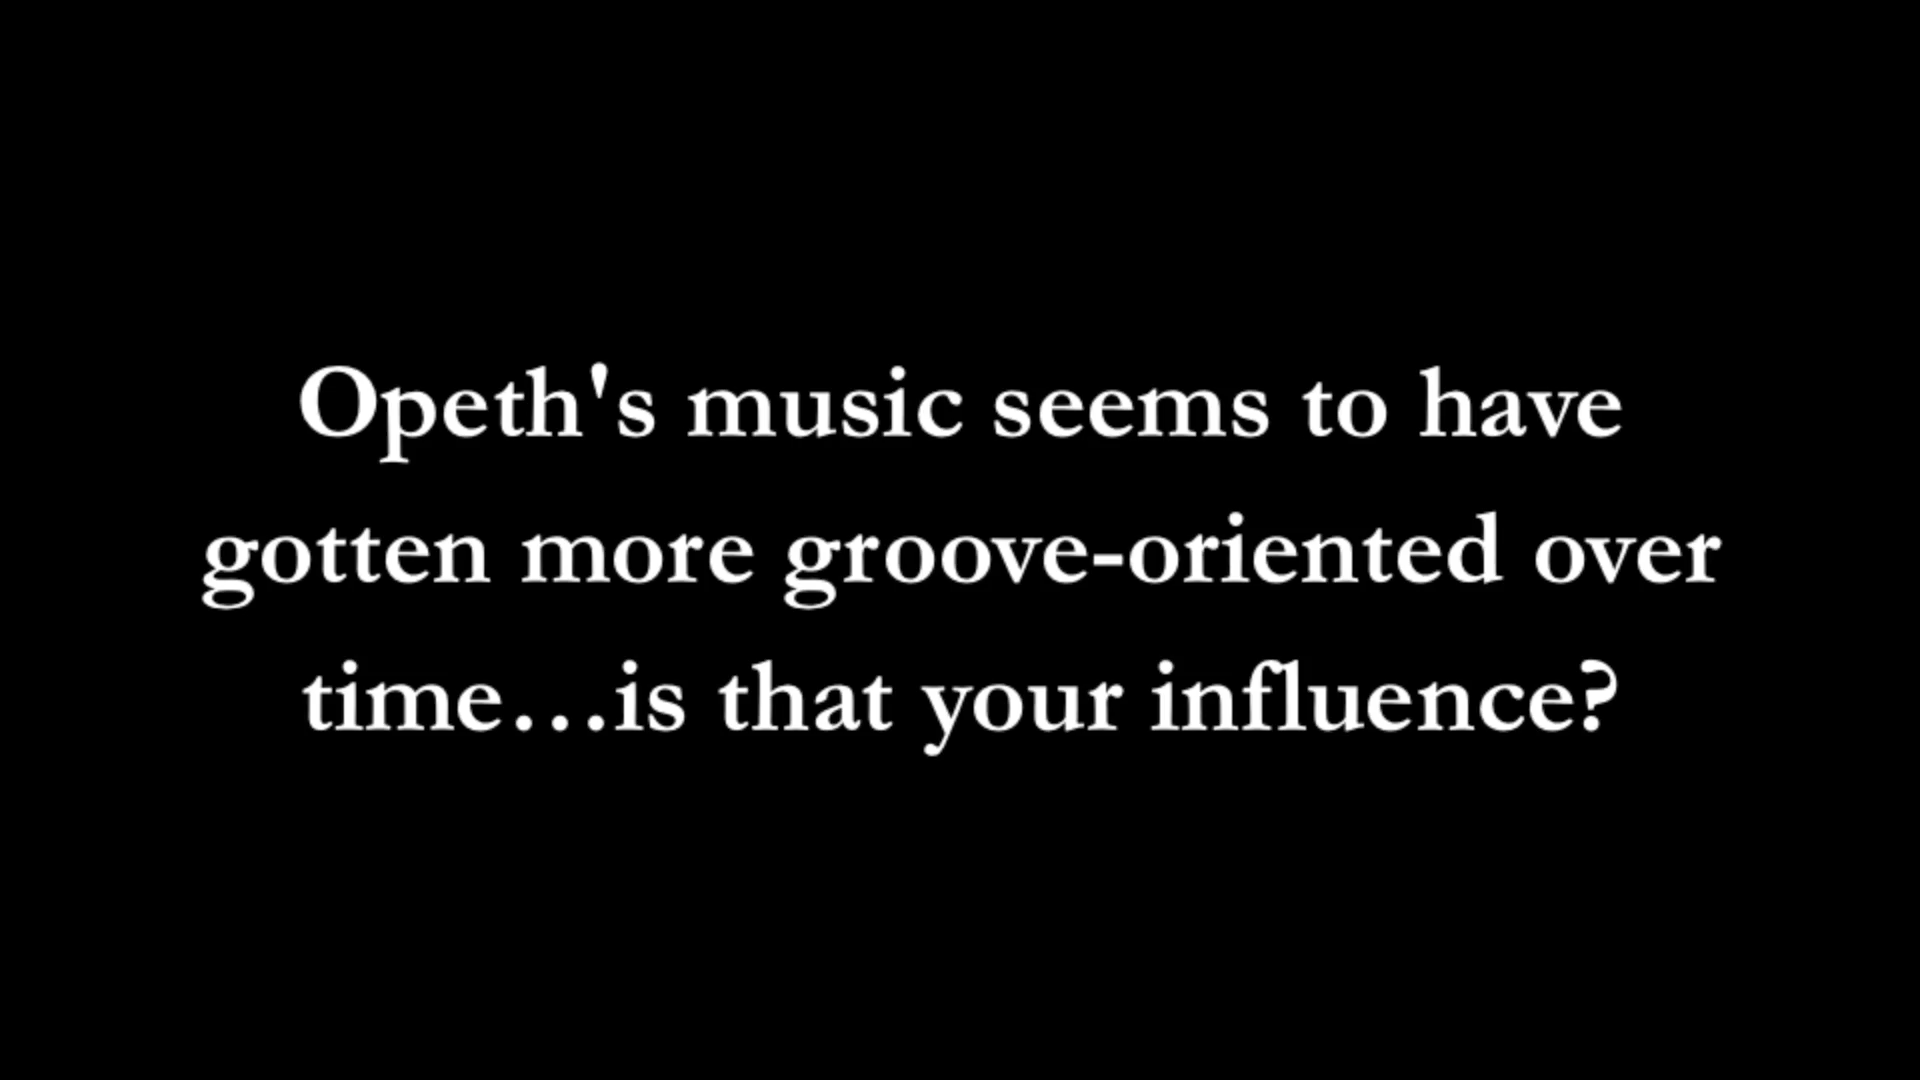 Opeth's music seems to have
gotten more groove-oriented over
time...is that your influence?